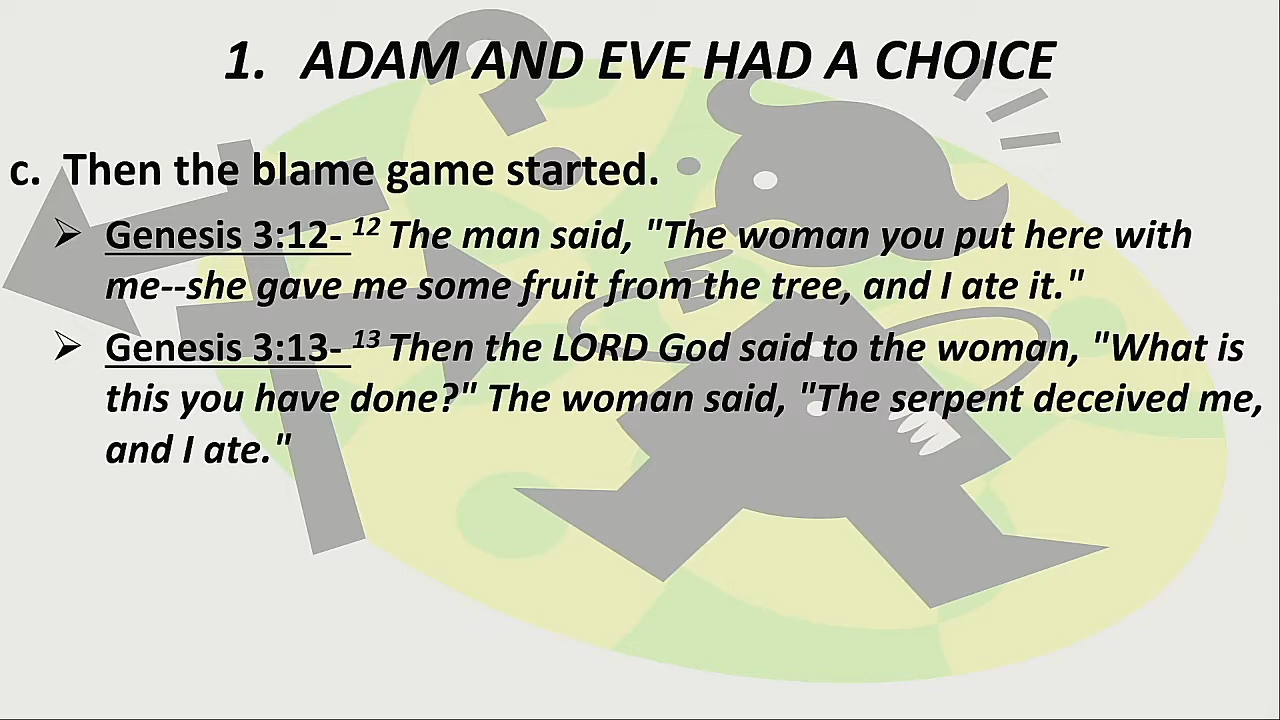 1. ADAM AND EVE HAD A CHOICE
c. Then the blame game started.
➢ Genesis 3:12- 12 The man said, "The woman you put here with
me--she gave me some fruit from the tree, and I ate it."
➢ Genesis 3:13- 13 Then the LORD God said to the woman, "What is
this you have done?" The woman said, "The serpent deceived me,
and I ate."